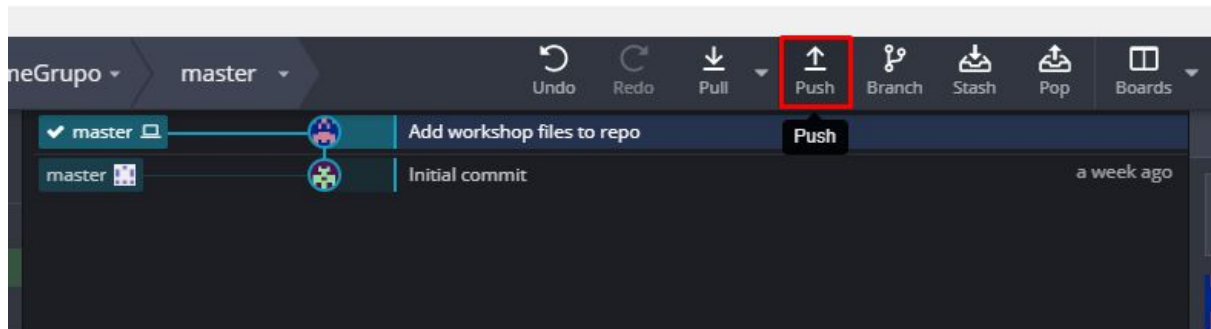 neGrupo master
Undo Redo Pull Push Branch Stash Pop Boards
master Add workshop files to repo Push
master Initial commit a week ago